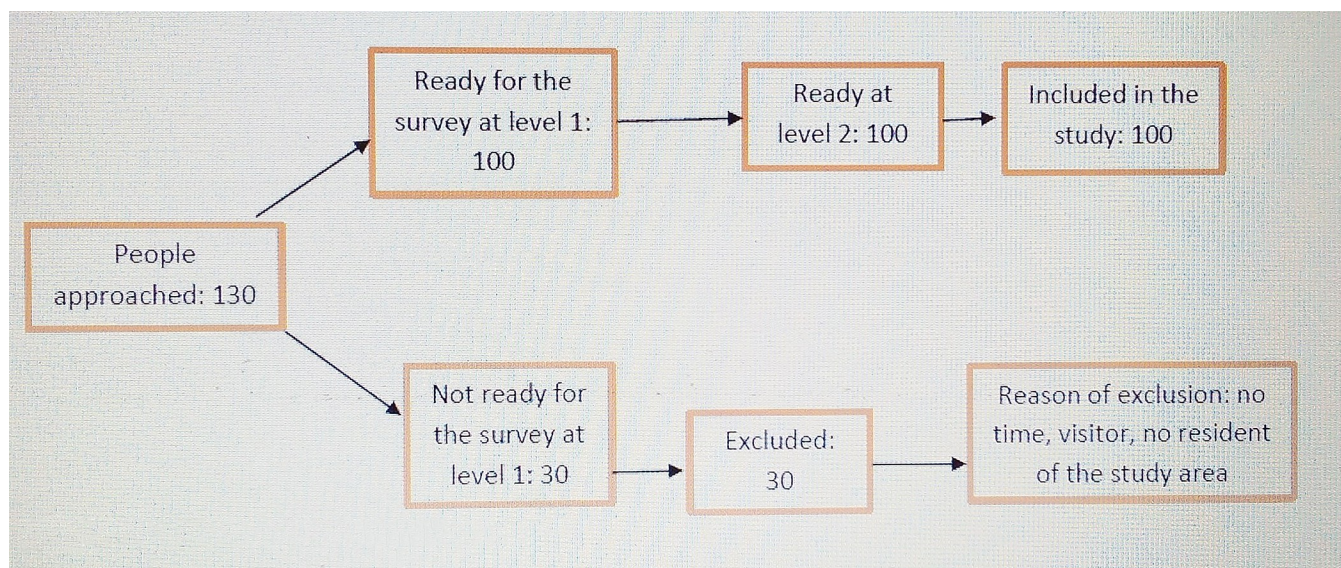 Ready for the
survey at level 1:
100
Ready at
level 2: 100
Included in the
study: 100
People
approached: 130
Not ready for
the survey at
level 1: 30
Excluded:
30
Reason of exclusion: no
time, visitor, no resident
of the study area